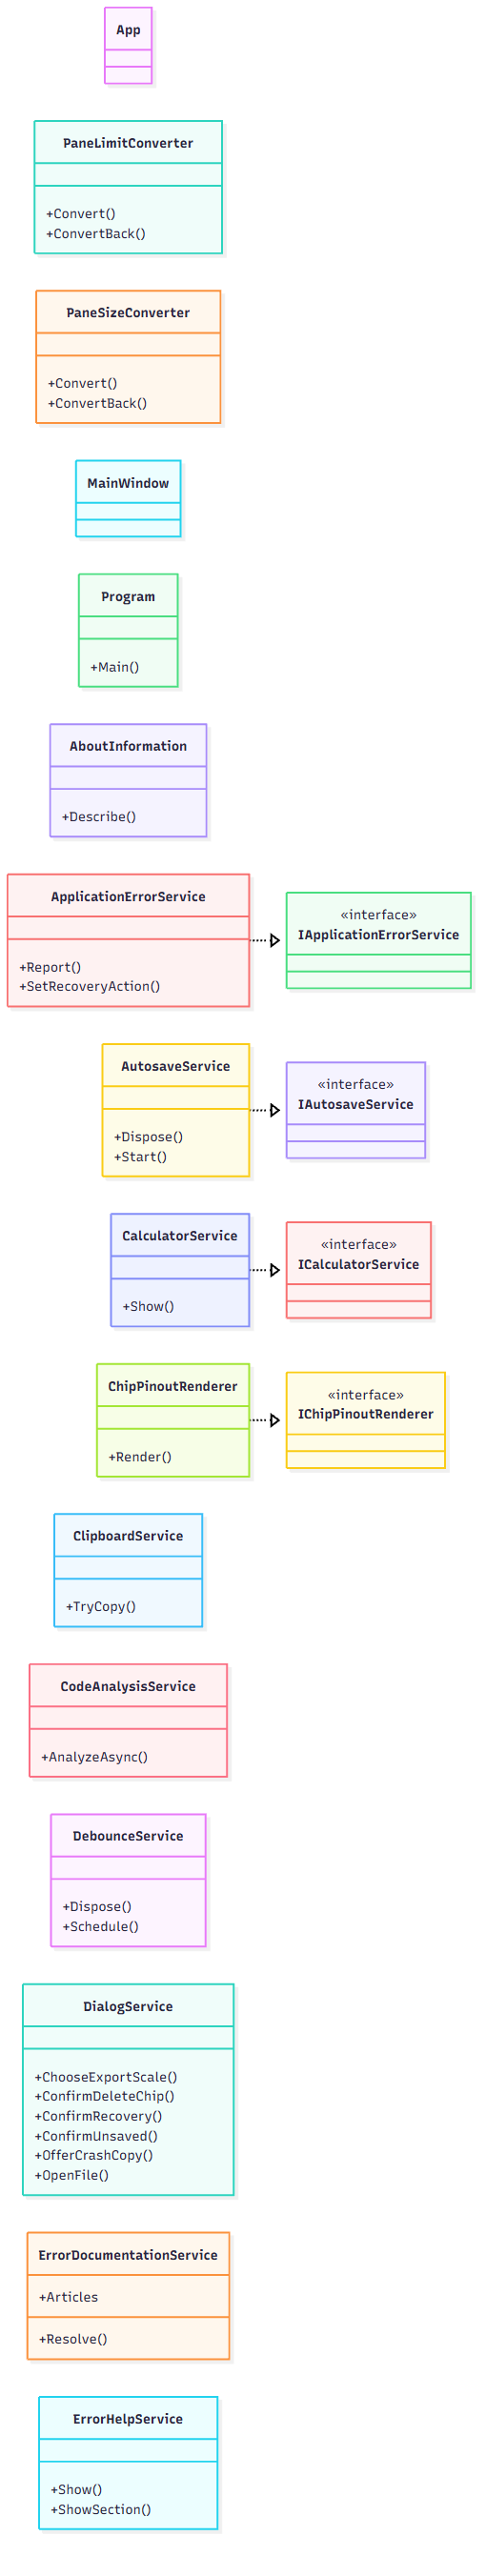 App
PaneLimitConverter
+Convert()
+ConvertBack()
PaneSizeConverter
+Convert()
+ConvertBack()
MainWindow
Program
+Main()
AboutInformation
+Describe()
ApplicationErrorService
+Report()
+SetRecoveryAction()
«interface»
IApplicationErrorService
AutosaveService
+Dispose()
+Start()
«interface»
IAutosaveService
CalculatorService
+Show()
«interface»
ICalculatorService
ChipPinoutRenderer
+Render()
«interface»
IChipPinoutRenderer
ClipboardService
+TryCopy()
CodeAnalysisService
+AnalyzeAsync()
DebounceService
+Dispose()
+Schedule()
DialogService
+ChooseExportScale()
+ConfirmDeleteChip()
+ConfirmRecovery()
+ConfirmUnsaved()
+OfferCrashCopy()
+OpenFile()
ErrorDocumentationService
+Articles
+Resolve()
ErrorHelpService
+Show()
+ShowSection()